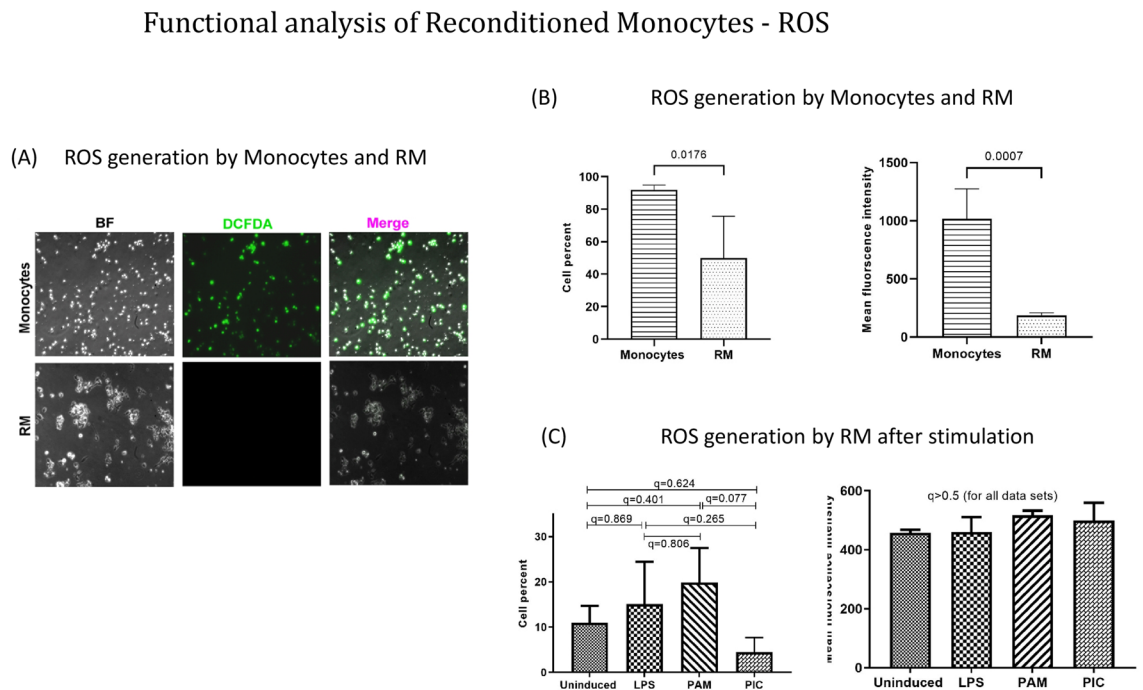 Functional analysis of Reconditioned Monocytes - ROS
(A) ROS generation by Monocytes and RM
BF DCFDA Merge
Monocytes
RM
(B) ROS generation by Monocytes and RM
0.0176
Cell percent
100
80
60
40
20
0
Monocytes RM
0.0007
Mean fluorescence intensity
1500
1000
500
0
Monocytes RM
(C) ROS generation by RM after stimulation
q=0.624
q=0.401 q=0.077
q=0.869 q=0.265
q=0.806
Cell percent
30
20
10
0
Uninduced LPS PAM PIC
q>0.5 (for all data sets)
Mean fluorescence intensity
600
400
200
0
Uninduced LPS PAM PIC